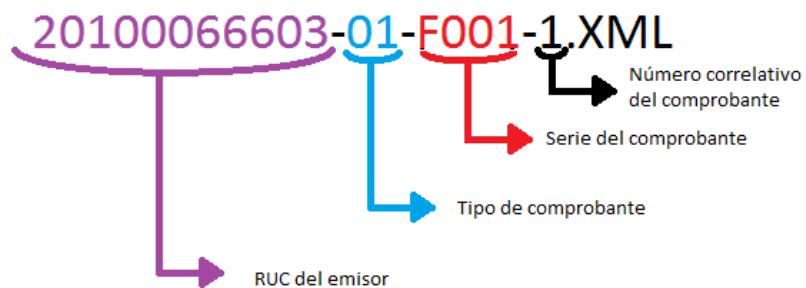 20100066603-01-F001-1.XML
Número correlativo
del comprobante
Serie del comprobante
Tipo de comprobante
RUC del emisor